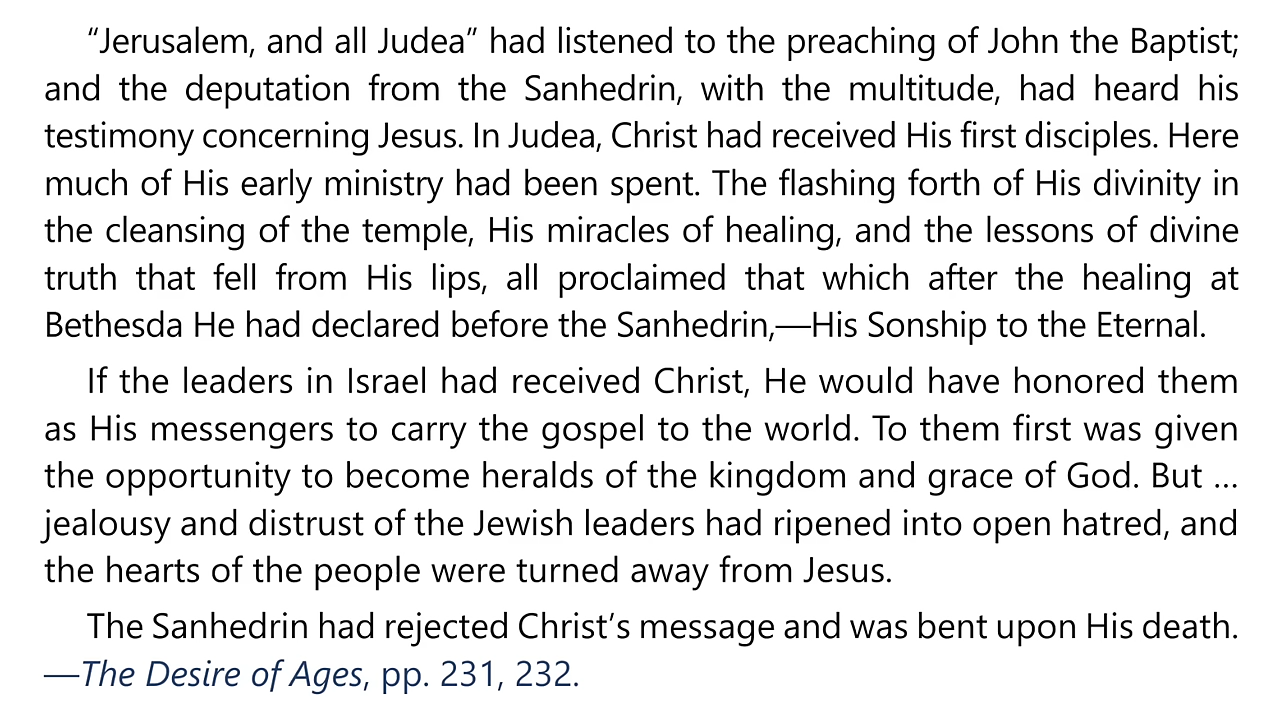 “Jerusalem, and all Judea” had listened to the preaching of John the Baptist;
and the deputation from the Sanhedrin, with the multitude, had heard his
testimony concerning Jesus. In Judea, Christ had received His first disciples. Here
much of His early ministry had been spent. The flashing forth of His divinity in
the cleansing of the temple, His miracles of healing, and the lessons of divine
truth that fell from His lips, all proclaimed that which after the healing at
Bethesda He had declared before the Sanhedrin,—His Sonship to the Eternal.
If the leaders in Israel had received Christ, He would have honored them
as His messengers to carry the gospel to the world. To them first was given
the opportunity to become heralds of the kingdom and grace of God. But …
jealousy and distrust of the Jewish leaders had ripened into open hatred, and
the hearts of the people were turned away from Jesus.
The Sanhedrin had rejected Christ’s message and was bent upon His death.
—The Desire of Ages, pp. 231, 232.